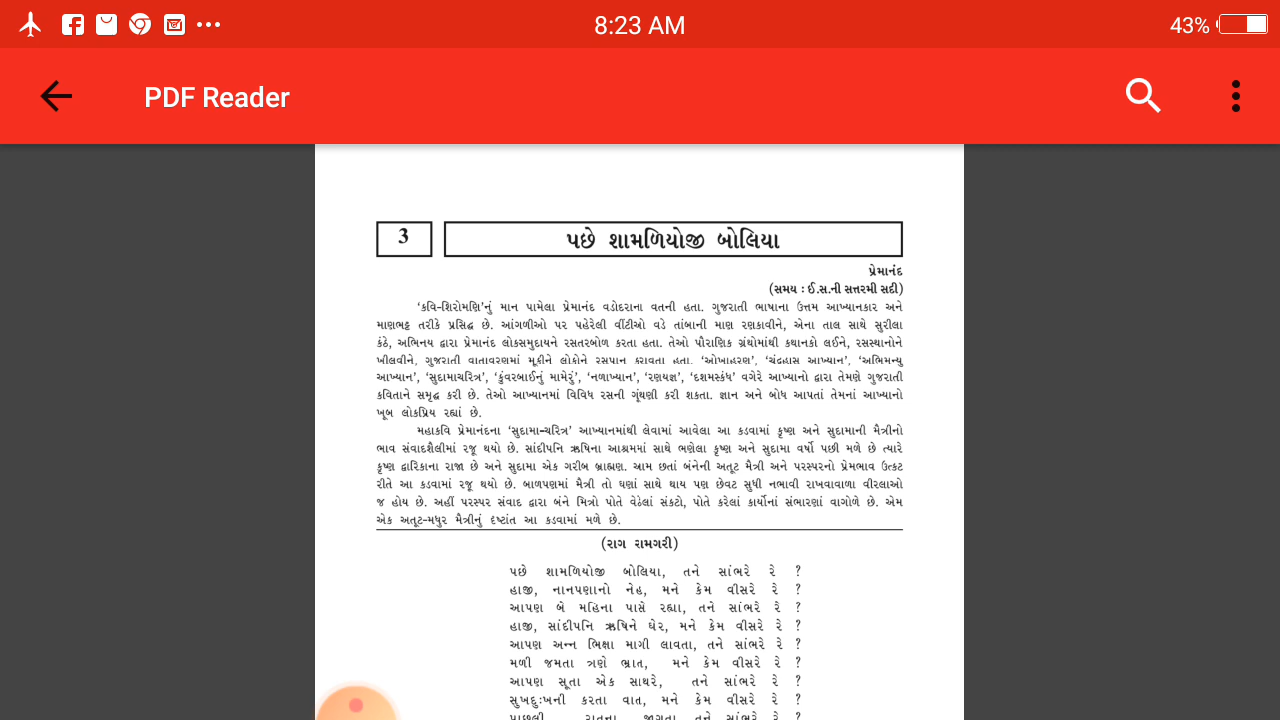 8:23 AM
43%
PDF Reader
3
પછે શામળિયોજી બોલિયા
પ્રેમાનંદ
(સમય : ઈ.સ.ની સત્તરમી સદી)
‘કવિ-શિરોમણિ’નું માન પામેલા પ્રેમાનંદ વડોદરાના વતની હતા. ગુજરાતી ભાષાના ઉત્તમ આખ્યાનકાર અને
માણભટ્ટ તરીકે પ્રસિદ્ધ છે. આંગળીઓ પર પહેરેલી વીંટીઓ વડે તાંબાની માણ રણકાવીને, એના તાલ સાથે સુરીલા
કંઠે, અભિનય દ્વારા પ્રેમાનંદ લોકસમુદાયને રસતરબોળ કરતા હતા. તેઓ પૌરાણિક ગ્રંથોમાંથી કથાનકો લઈને, રસસ્થાનોને
ખીલવીને, ગુજરાતી વાતાવરણમાં મૂકીને લોકોને રસપાન કરાવતા હતા. ‘ઓખાહરણ’, ‘ચંદ્રહાસ આખ્યાન’, ‘અભિમન્યુ
આખ્યાન’, ‘સુદામાચરિત્ર’, ‘કુંવરબાઈનું મામેરું’, ‘નળાખ્યાન’, ‘રણયજ્ઞ’, ‘દશમસ્કંધ’ વગેરે આખ્યાનો દ્વારા તેમણે ગુજરાતી
કવિતાને સમૃદ્ધ કરી છે. તેઓ આખ્યાનમાં વિવિધ રસની ગૂંથણી કરી શકતા. જ્ઞાન અને બોધ આપતાં તેમનાં આખ્યાનો
ખૂબ લોકપ્રિય રહ્યાં છે.
મહાકવિ પ્રેમાનંદના ‘સુદામા-ચરિત્ર’ આખ્યાનમાંથી લેવામાં આવેલા આ કડવામાં કૃષ્ણ અને સુદામાની મૈત્રીનો
ભાવ સંવાદશૈલીમાં રજૂ થયો છે. સાંદીપનિ ઋષિના આશ્રમમાં સાથે ભણેલા કૃષ્ણ અને સુદામા વર્ષો પછી મળે છે ત્યારે
કૃષ્ણ દ્વારિકાના રાજા છે અને સુદામા એક ગરીબ બ્રાહ્મણ. આમ છતાં બંનેની અતૂટ મૈત્રી અને પરસ્પરનો પ્રેમભાવ ઉત્કટ
રીતે આ કડવામાં રજૂ થયો છે. બાળપણમાં મૈત્રી તો ઘણાં સાથે થાય પણ છેવટ સુધી નભાવી રાખવાવાળા વીરલાઓ
જ હોય છે. અહીં પરસ્પર સંવાદ દ્વારા બંને મિત્રો પોતે વેઠેલાં સંકટો, પોતે કરેલાં કાર્યોનાં સંભારણાં વાગોળે છે. એમ
એક અતૂટ-મધુર મૈત્રીનું દૃષ્ટાંત આ કડવામાં મળે છે.
(રાગ રામગરી)
પછે શામળિયોજી બોલિયા, તને સાંભરે રે ?
હાજી, નાનપણાનો નેહ, મને કેમ વીસરે રે ?
આપણ બે મહિના પાસે રહ્યા, તને સાંભરે રે ?
હાજી, સાંદીપનિ ઋષિને ઘેર, મને કેમ વીસરે રે ?
આપણ અન્ન ભિક્ષા માગી લાવતા, તને સાંભરે રે ?
મળી જમતા ત્રણે ભ્રાત, મને કેમ વીસરે રે ?
આપણ સૂતા એક સાથરે, તને સાંભરે રે ?
સુખદુઃખની કરતા વાત, મને કેમ વીસરે રે ?
પાછલી રાતના જાગતા તને સાંભરે રે ?